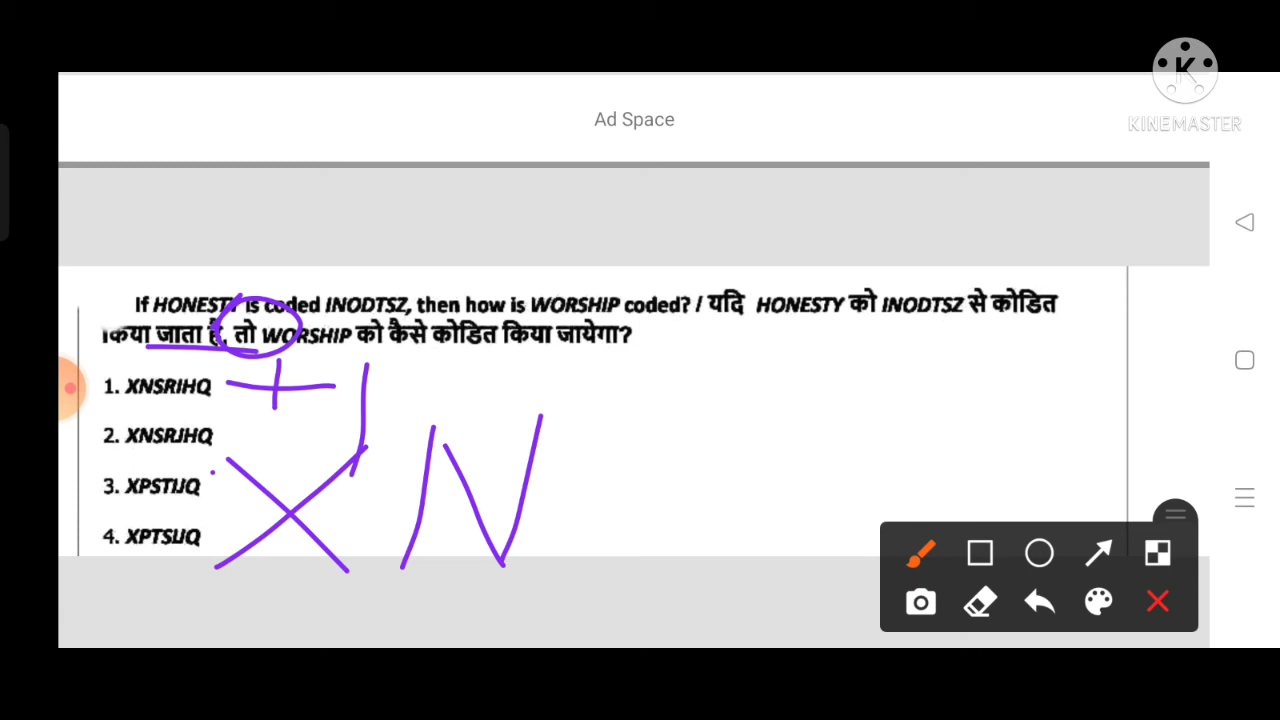 Ad Space
KINEMASTER
If HONESTY is coded INODTSZ, then how is WORSHIP coded? / यदि HONESTY को INODTSZ से कोडित
किया जाता है, तो WORSHIP को कैसे कोडित किया जायेगा?
1. XNSRIHQ
2. XNSRJHQ
3. XPSTIJQ
4. XPTSIJQ
+1
X N